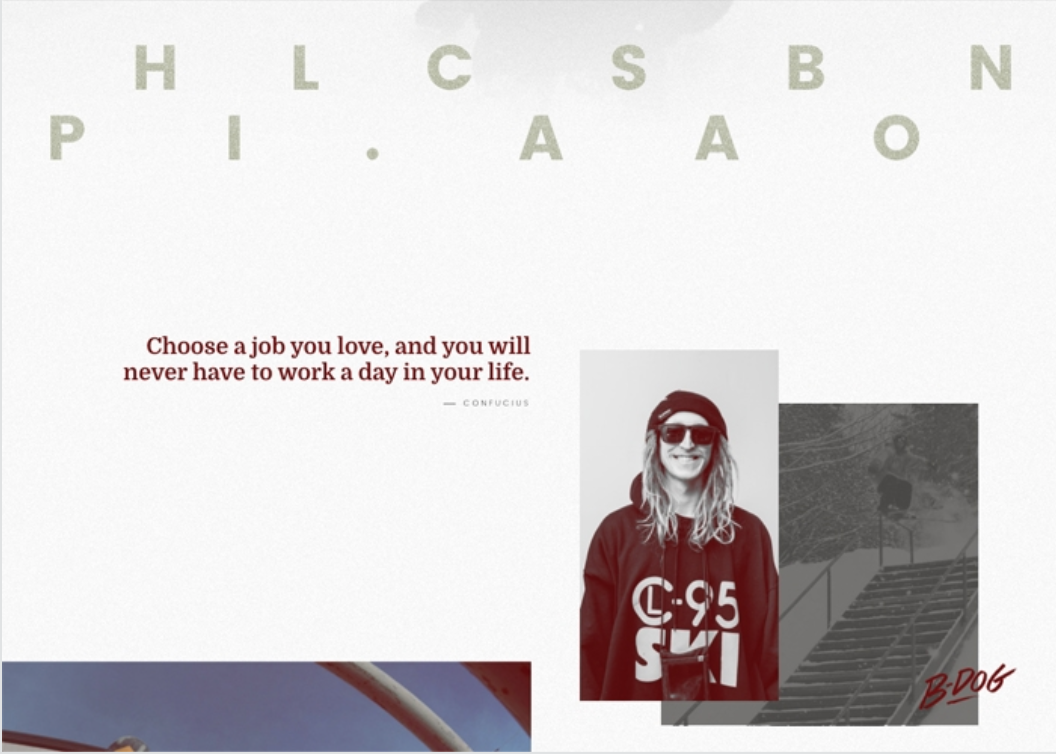 H L C S B N
P I . A A O
Choose a job you love, and you will
never have to work a day in your life.
— CONFUCIUS
C-95
SKI
B-DOG